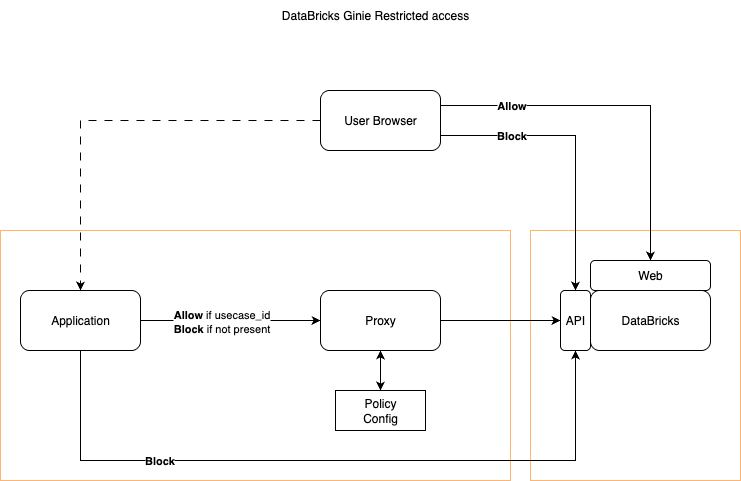 DataBricks Ginie Restricted access
User Browser
Allow
Block
Web
Application
Allow if usecase_id
Block if not present
Proxy
API
DataBricks
Policy
Config
Block